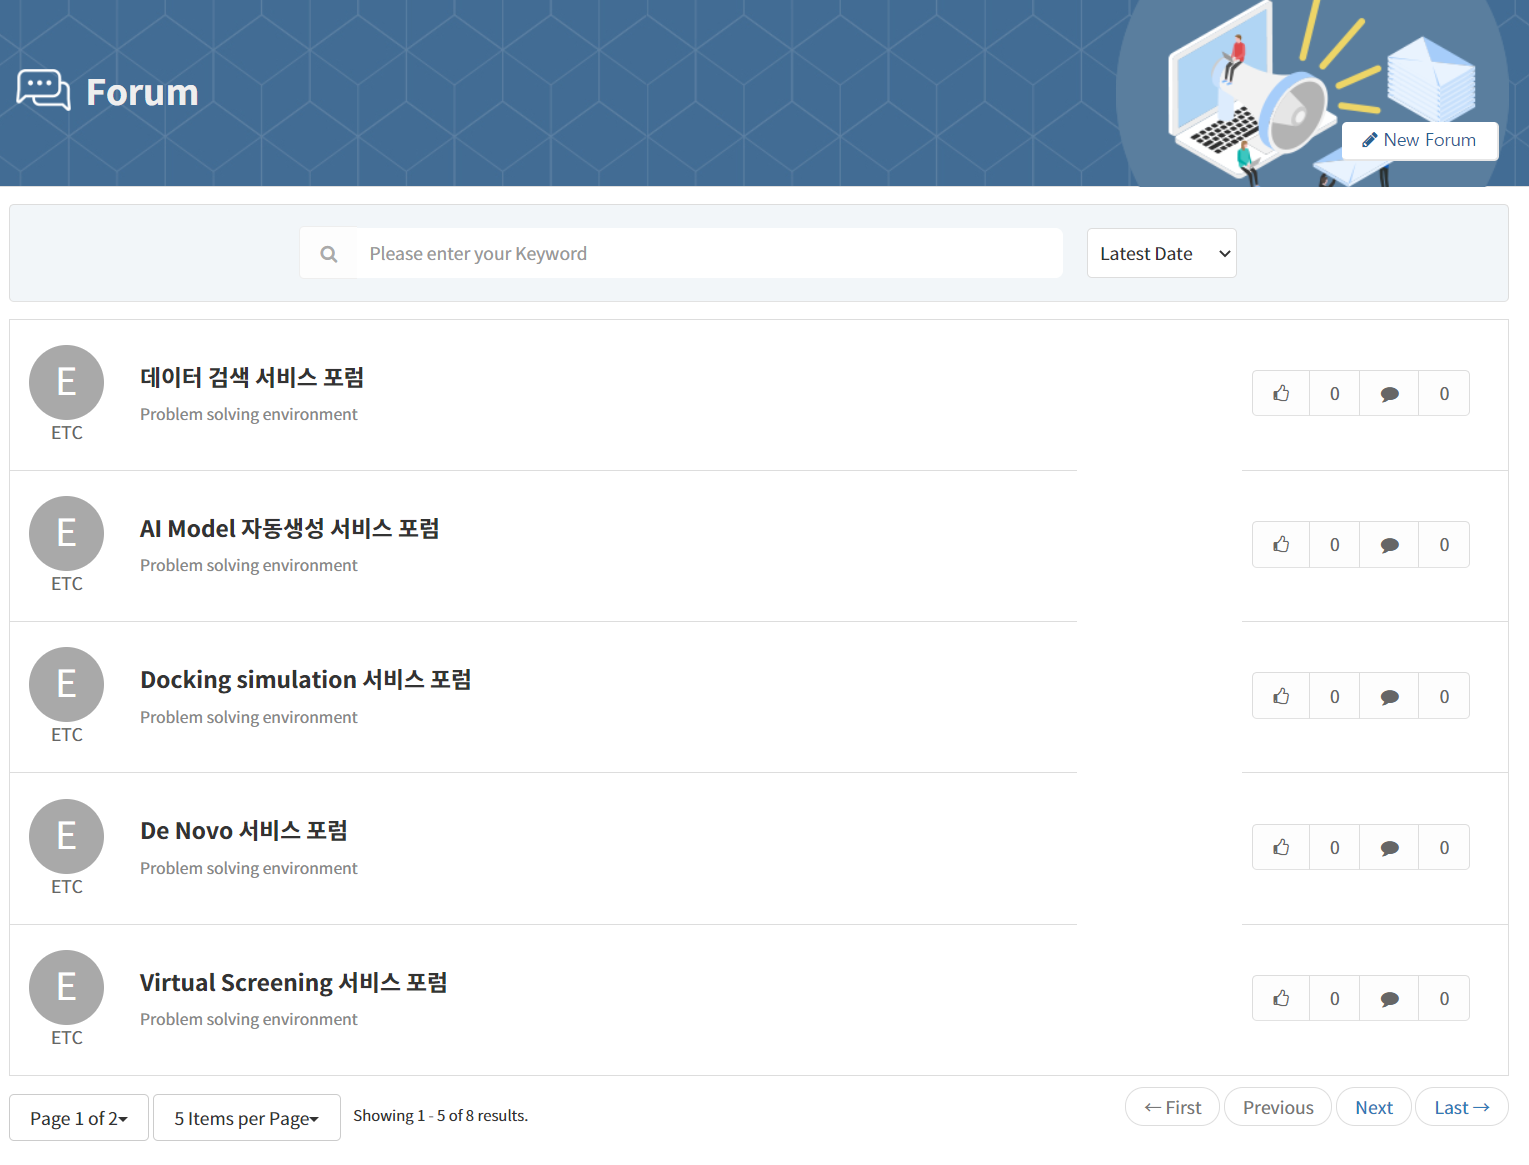 Forum
New Forum
Please enter your Keyword
Latest Date
E
ETC
데이터 검색 서비스 포럼
Problem solving environment
0
0
E
ETC
AI Model 자동생성 서비스 포럼
Problem solving environment
0
0
E
ETC
Docking simulation 서비스 포럼
Problem solving environment
0
0
E
ETC
De Novo 서비스 포럼
Problem solving environment
0
0
E
ETC
Virtual Screening 서비스 포럼
Problem solving environment
0
0
Page 1 of 2
5 Items per Page
Showing 1 - 5 of 8 results.
← First
Previous
Next
Last →